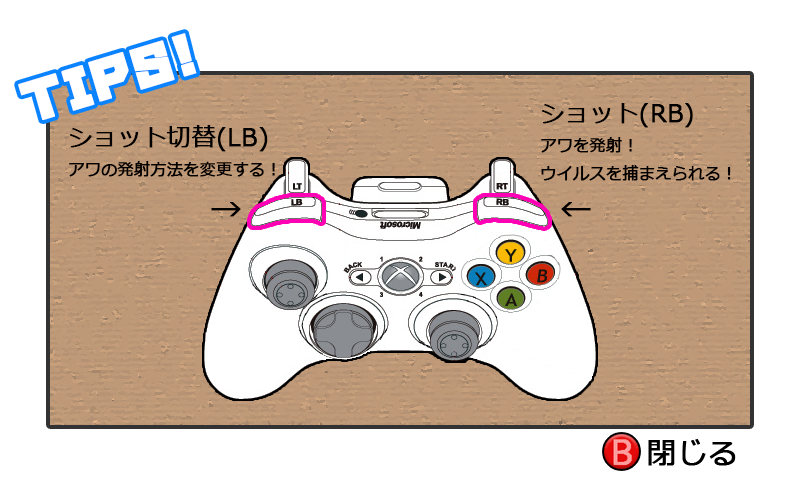 TIPS!
ショット切替(LB)
アワの発射方法を変更する！
ショット(RB)
アワを発射！
ウイルスを捕まえられる！
LT
RT
LB
RB
Microsoft
BACK
START
1
2
3
4
Y
X
B
A
B 閉じる